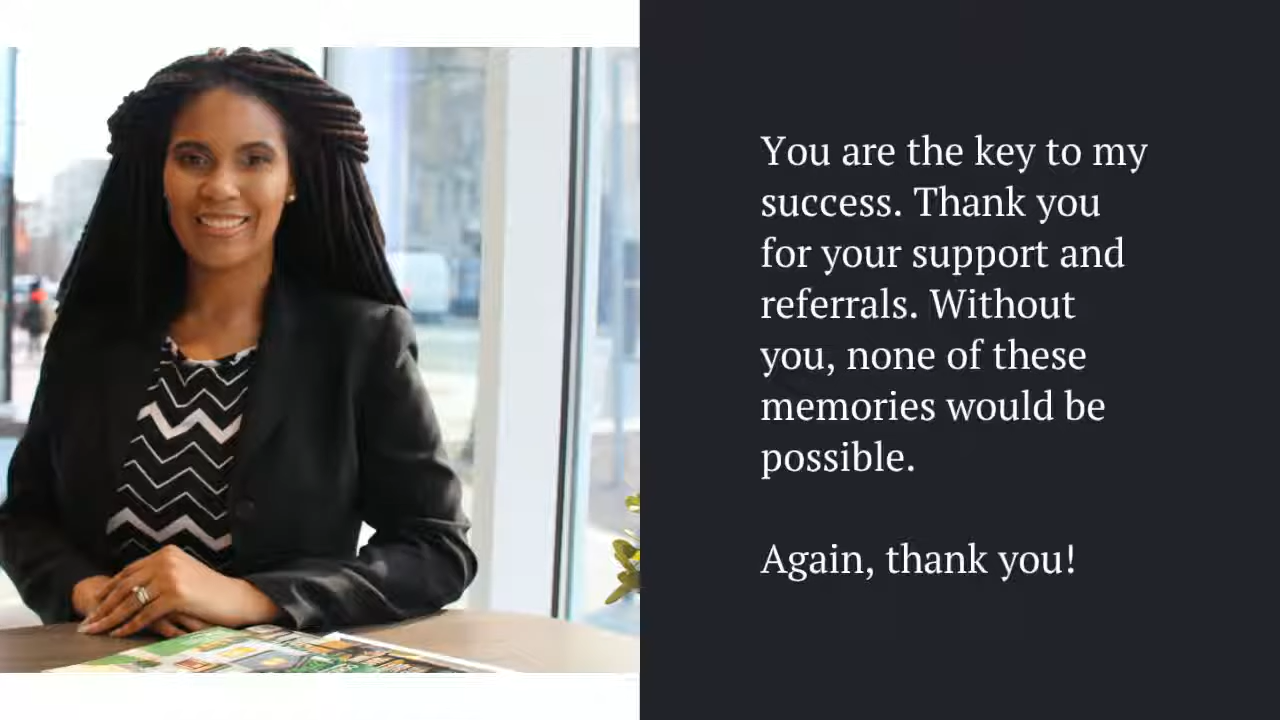 You are the key to my
success. Thank you
for your support and
referrals. Without
you, none of these
memories would be
possible.
Again, thank you!